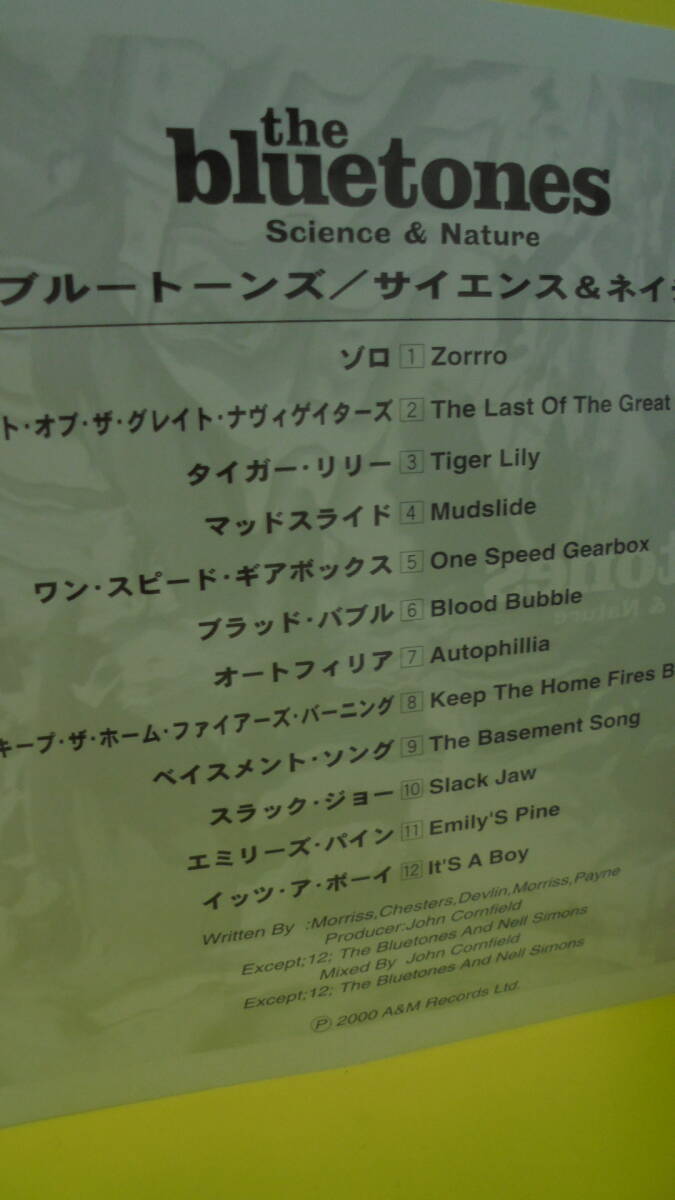 the
bluetones
Science & Nature
ブルートーンズ／サイエンス＆ネイ
ゾロ 1 Zorrro
ト・オブ・ザ・グレイト・ナヴィゲイターズ 2 The Last Of The Great
タイガー・リリー 3 Tiger Lily
マッドスライド 4 Mudslide
ワン・スピード・ギアボックス 5 One Speed Gearbox
ブラッド・バブル 6 Blood Bubble
オートフィリア 7 Autophillia
キープ・ザ・ホーム・ファイアーズ・バーニング 8 Keep The Home Fires B
ベイスメント・ソング 9 The Basement Song
スラック・ジョー 10 Slack Jaw
エミリーズ・パイン 11 Emily'S Pine
イッツ・ア・ボーイ 12 It'S A Boy
Written By :Morriss,Chesters,Devlin,Morriss,Payne
Producer:John Cornfield
Except;12; The Bluetones And Neil Simons
Mixed By John Cornfield
Except;12; The Bluetones And Neil Simons
Ⓟ 2000 A&M Records Ltd.